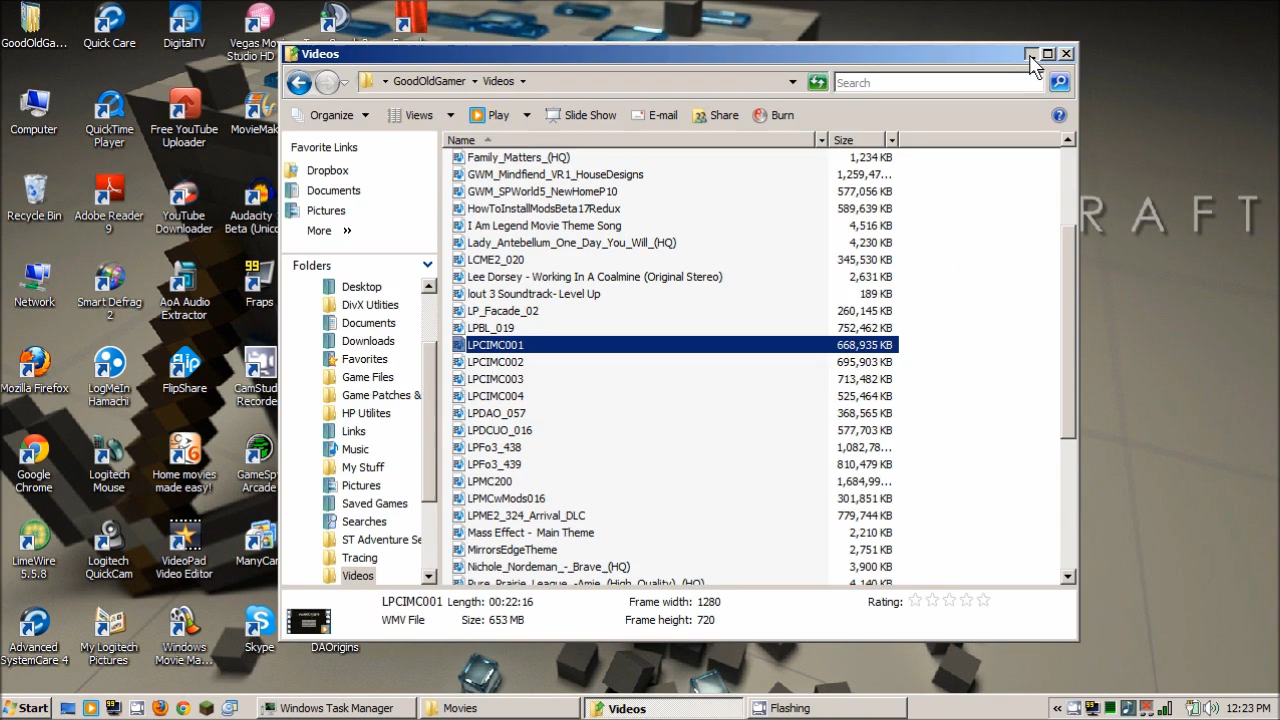 GoodOldGa...
Quick Care
DigitalTV
Vegas Mo...
Studio HD
Computer
QuickTime
Player
Free YouTube
Uploader
MovieMak
Recycle Bin
Adobe Reader
9
YouTube
Downloader
Audacity
Beta (Unico
Network
Smart Defrag
2
AoA Audio
Extractor
99
Fraps
Mozilla Firefox
LogMeIn
Hamachi
FlipShare
CamStud
Recorde
Google
Chrome
Logitech
Mouse
Home movies
made easy!
GameSpy
Arcade
LimeWire
5.5.8
Logitech
QuickCam
VideoPad
Video Editor
ManyCam
Advanced
SystemCare 4
My Logitech
Pictures
Windows
Movie Ma...
Skype
DAOrigins
RAFT
Videos
GoodOldGamer
Videos
Search
Organize
Views
Play
Slide Show
E-mail
Share
Burn
Favorite Links
Dropbox
Documents
Pictures
More »
Folders
Desktop
DivX Utilities
Documents
Downloads
Favorites
Game Files
Game Patches &
HP Utilites
Links
Music
My Stuff
Pictures
Saved Games
Searches
ST Adventure Se
Tracing
Videos
Name Size
Family_Matters_(HQ) 1,234 KB
GWM_Mindfiend_VR1_HouseDesigns 1,259,47...
GWM_SPWorld5_NewHomeP10 577,056 KB
HowToInstallModsBeta17Redux 589,639 KB
I Am Legend Movie Theme Song 4,516 KB
Lady_Antebellum_One_Day_You_Will_(HQ) 4,230 KB
LCME2_020 345,530 KB
Lee Dorsey - Working In A Coalmine (Original Stereo) 2,631 KB
lout 3 Soundtrack- Level Up 189 KB
LP_Facade_02 260,145 KB
LPBL_019 752,462 KB
LPCIMC001 668,935 KB
LPCIMC002 695,903 KB
LPCIMC003 713,482 KB
LPCIMC004 525,464 KB
LPDAO_057 368,565 KB
LPDCUO_016 577,703 KB
LPFo3_438 1,082,78...
LPFo3_439 810,479 KB
LPMC200 1,684,99...
LPMCwMods016 301,851 KB
LPME2_324_Arrival_DLC 779,744 KB
Mass Effect - Main Theme 2,210 KB
MirrorsEdgeTheme 2,751 KB
Nichole_Nordeman_-_Brave_(HQ) 3,900 KB
Pure_Prairie_League_-Amie_(High_Quality)_(HQ) 4,140 KB
LPCIMC001 Length: 00:22:16 Frame width: 1280 Rating:
WMV File Size: 653 MB Frame height: 720
Start
Windows Task Manager
Movies
Videos
Flashing
«
12:23 PM